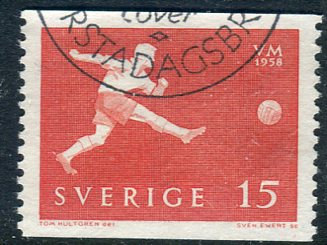 cover
RSTADAGSBR
VM
1958
SVERIGE 15
TOM HULTGREN del.
SVEN EWERT SC